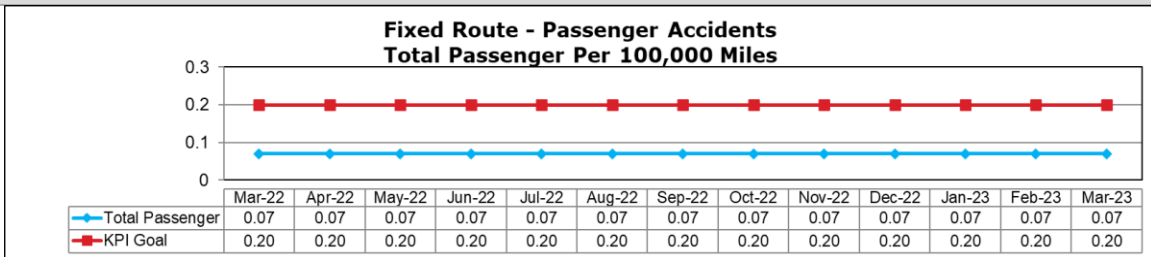 Fixed Route - Passenger Accidents
Total Passenger Per 100,000 Miles
0.3
0.2
0.1
0
Mar-22 Apr-22 May-22 Jun-22 Jul-22 Aug-22 Sep-22 Oct-22 Nov-22 Dec-22 Jan-23 Feb-23 Mar-23
Total Passenger 0.07 0.07 0.07 0.07 0.07 0.07 0.07 0.07 0.07 0.07 0.07 0.07 0.07
KPI Goal 0.20 0.20 0.20 0.20 0.20 0.20 0.20 0.20 0.20 0.20 0.20 0.20 0.20